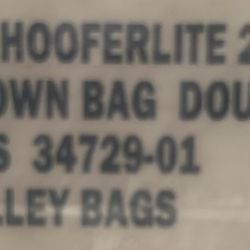 HOOFERLITE 2
OWN BAG DOU
S 34729-01
LLEY BAGS